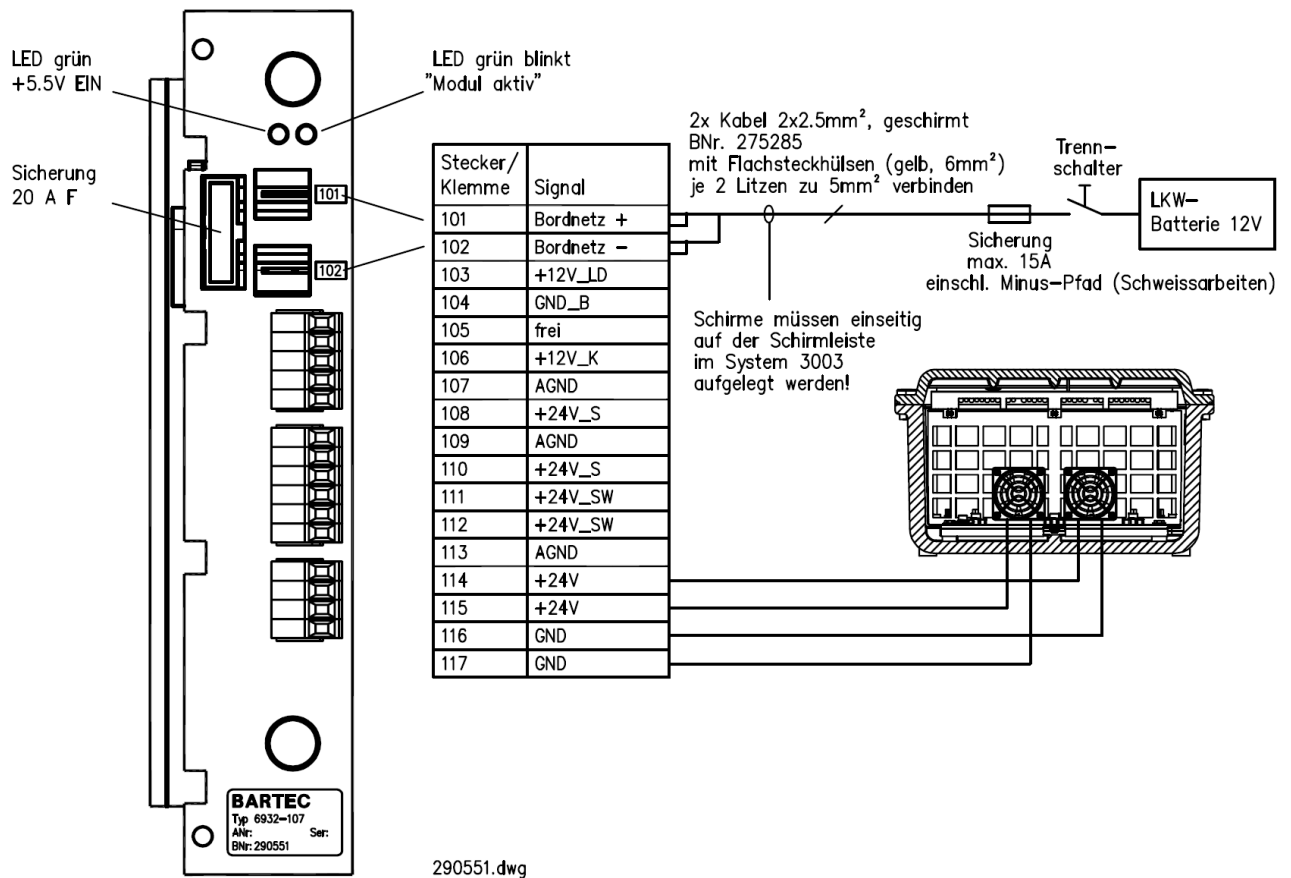 LED grün
+5.5V EIN
LED grün blinkt
"Modul aktiv"
Sicherung
20 A F
101
102
2x Kabel 2x2.5mm², geschirmt
BNr. 275285
mit Flachsteckhülsen (gelb, 6mm²)
je 2 Litzen zu 5mm² verbinden
Trenn-
schalter
LKW-
Batterie 12V
Sicherung
max. 15A
einschl. Minus-Pfad (Schweissarbeiten)
Schirme müssen einseitig
auf der Schirmleiste
im System 3003
aufgelegt werden!
Stecker/
Klemme Signal
101 Bordnetz +
102 Bordnetz -
103 +12V_LD
104 GND_B
105 frei
106 +12V_K
107 AGND
108 +24V_S
109 AGND
110 +24V_S
111 +24V_SW
112 +24V_SW
113 AGND
114 +24V
115 +24V
116 GND
117 GND
BARTEC
Typ 6932-107
ANr: Ser:
BNr: 290551
290551.dwg